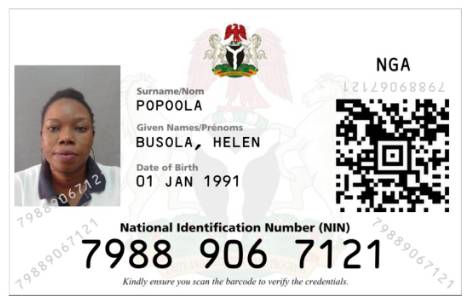 NGA
79889067121
Surname/Nom
POPOOLA
Given Names/Prénoms
BUSOLA, HELEN
Date of Birth
01 JAN 1991
79889067121
79889067121
79889067121
National Identification Number (NIN)
7988 906 7121
Kindly ensure you scan the barcode to verify the credentials.